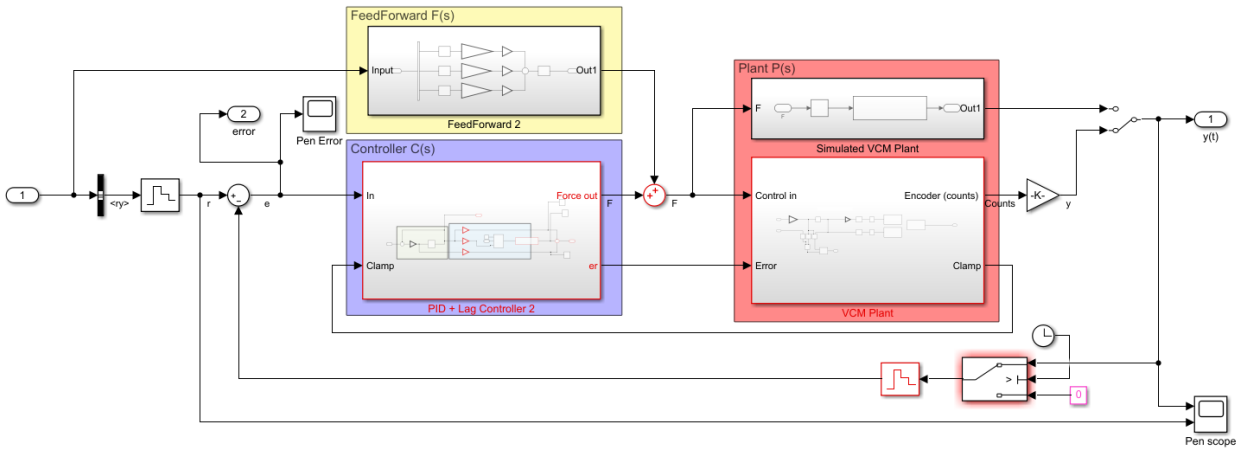 FeedForward F(s)
Input
Out1
FeedForward 2
2
error
Pen Error
Controller C(s)
In
Force out
Clamp
er
PID + Lag Controller 2
1
<ry>
r
+
-
e
F
+
+
F
Plant P(s)
F
F
Out1
Simulated VCM Plant
Control in
Encoder (counts)
Error
Clamp
VCM Plant
Counts
-K-
y
1
y(t)
>
0
Pen scope